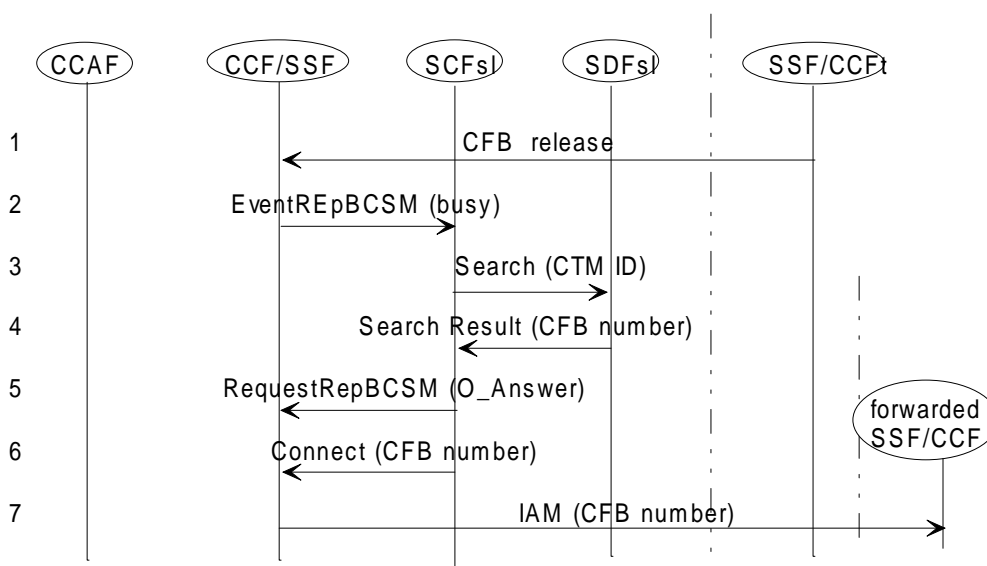 CCAF CCF/SSF SCFsl SDFsl SSF/CCFt
1 CFB release
2 EventREpBCSM (busy)
3 Search (CTM ID)
4 Search Result (CFB number)
5 RequestRepBCSM (O_Answer)
forwarded
SSF/CCF
6 Connect (CFB number)
7 IAM (CFB number)